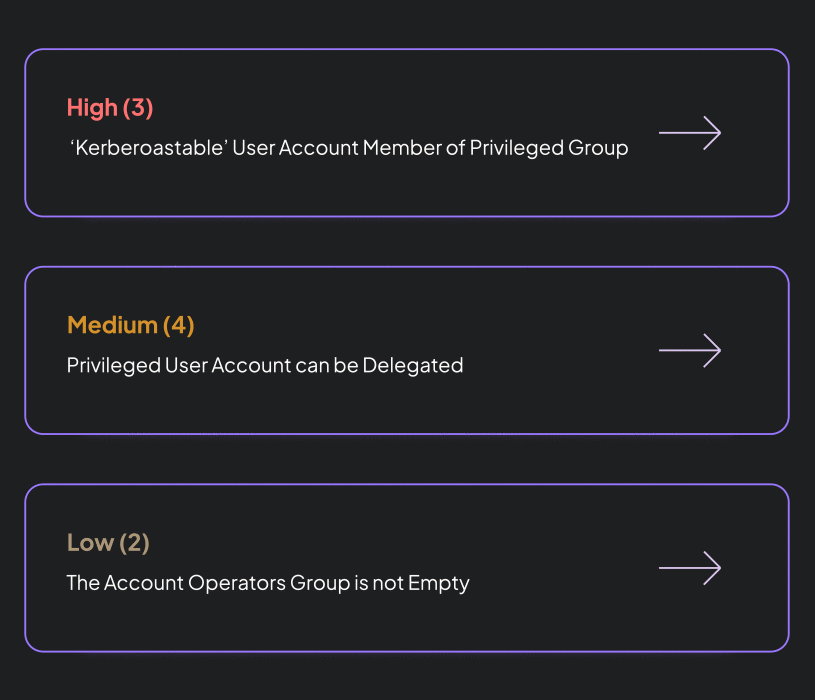 High (3)
‘Kerberoastable’ User Account Member of Privileged Group
Medium (4)
Privileged User Account can be Delegated
Low (2)
The Account Operators Group is not Empty